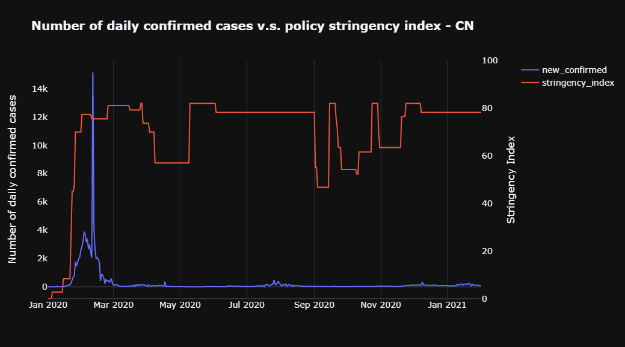 Number of daily confirmed cases v.s. policy stringency index - CN
new_confirmed
stringency_index
Number of daily confirmed cases
14k
12k
10k
8k
6k
4k
2k
0
100
80
60
40
20
0
Stringency Index
Jan 2020 Mar 2020 May 2020 Jul 2020 Sep 2020 Nov 2020 Jan 2021